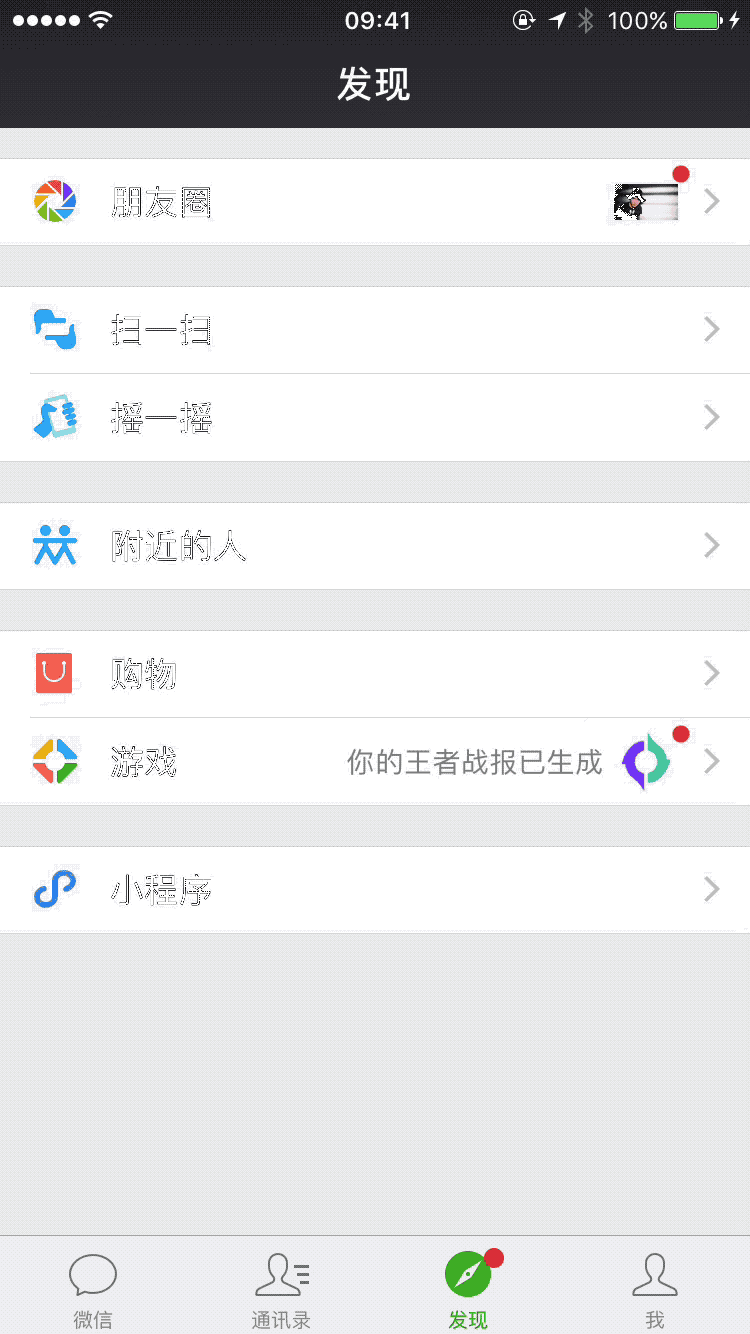 09:41
100%
发现
朋友圈
扫一扫
摇一摇
附近的人
购物
游戏 你的王者战报已生成
小程序
微信 通讯录 发现 我